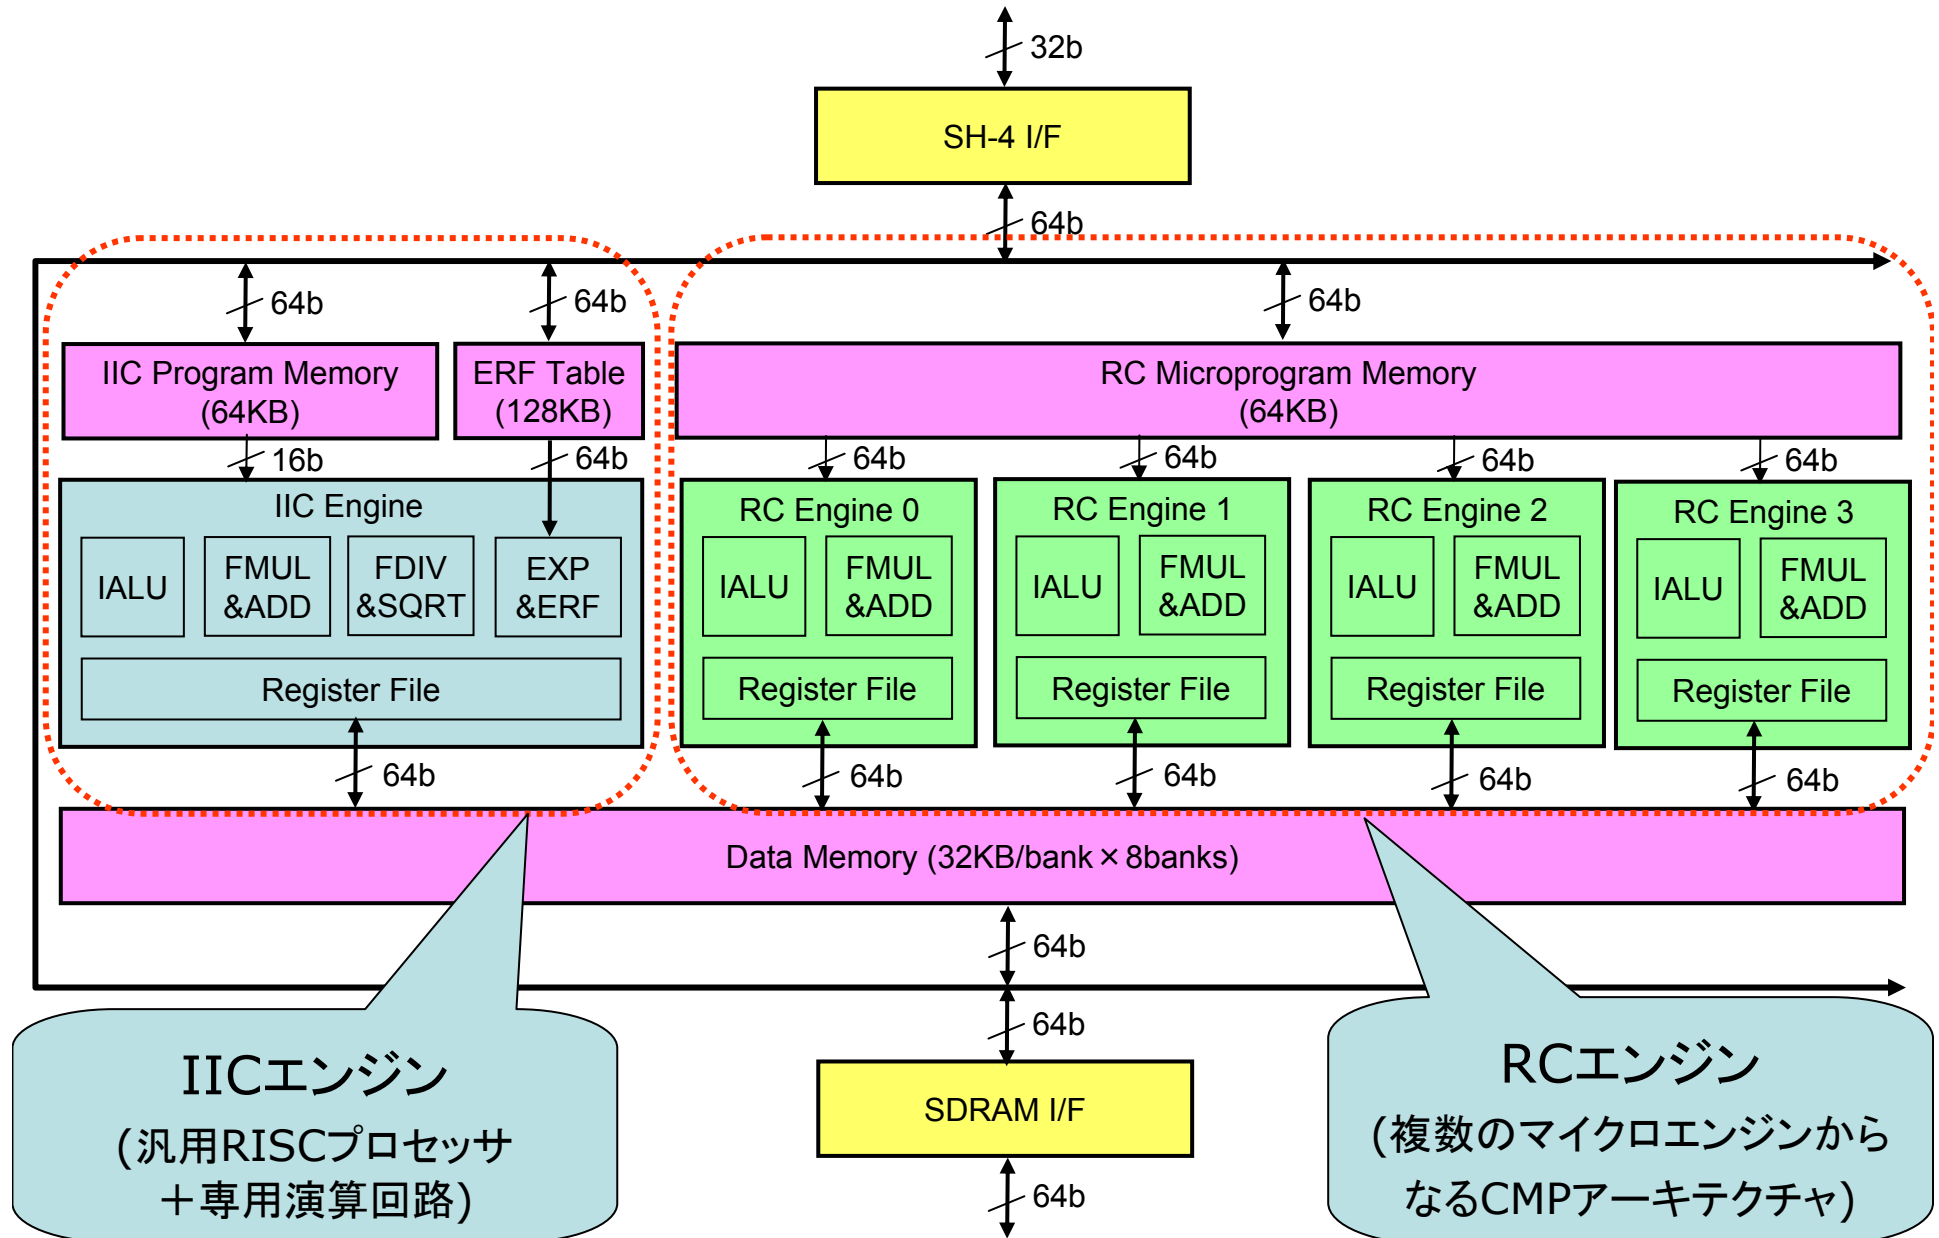 32b
SH-4 I/F
64b
64b
64b
64b
IIC Program Memory
(64KB)
ERF Table
(128KB)
RC Microprogram Memory
(64KB)
16b
64b
64b
64b
64b
64b
IIC Engine
IALU
FMUL
&ADD
FDIV
&SQRT
EXP
&ERF
Register File
RC Engine 0
IALU
FMUL
&ADD
Register File
RC Engine 1
IALU
FMUL
&ADD
Register File
RC Engine 2
IALU
FMUL
&ADD
Register File
RC Engine 3
IALU
FMUL
&ADD
Register File
64b
64b
64b
64b
64b
Data Memory (32KB/bank×8banks)
64b
64b
SDRAM I/F
64b
IICエンジン
(汎用RISCプロセッサ
＋専用演算回路)
RCエンジン
(複数のマイクロエンジンから
なるCMPアーキテクチャ)